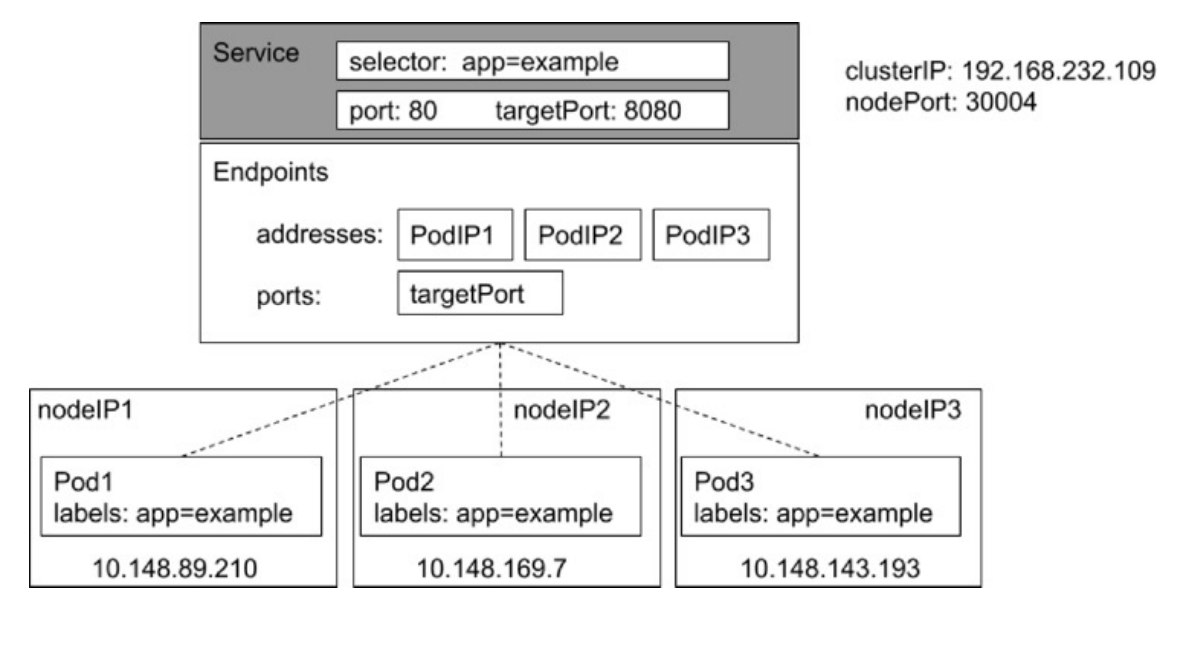 Service
selector: app=example
port: 80 targetPort: 8080
clusterIP: 192.168.232.109
nodePort: 30004
Endpoints
addresses: PodIP1 PodIP2 PodIP3
ports: targetPort
nodeIP1
Pod1
labels: app=example
10.148.89.210
nodeIP2
Pod2
labels: app=example
10.148.169.7
nodeIP3
Pod3
labels: app=example
10.148.143.193